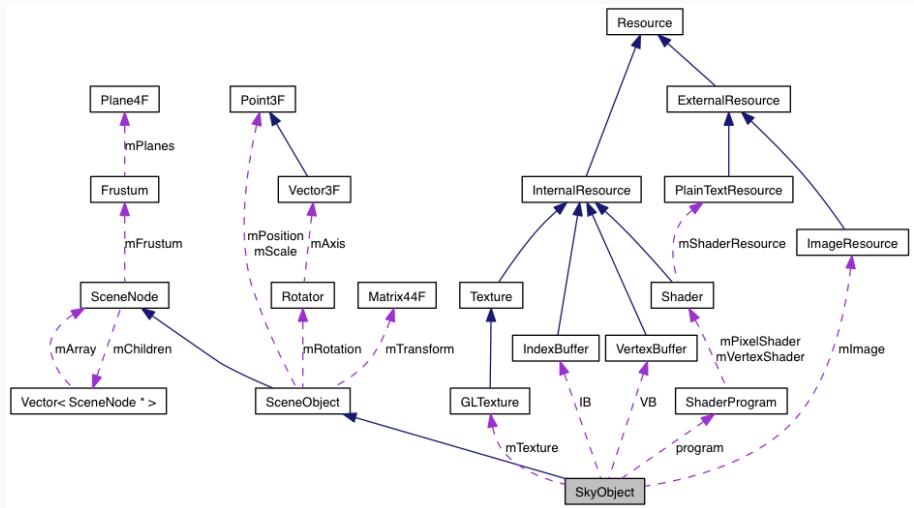 Resource
Plane4F
Point3F
ExternalResource
mPlanes
Frustum
Vector3F
InternalResource
PlainTextResource
mPosition
mScale
mAxis
mShaderResource
ImageResource
mFrustum
SceneNode
Rotator
Matrix44F
Texture
Shader
mArray
mChildren
mRotation
mTransform
IndexBuffer
VertexBuffer
mPixelShader
mVertexShader
mImage
Vector< SceneNode * >
SceneObject
GLTexture
IB
VB
ShaderProgram
mTexture
program
SkyObject